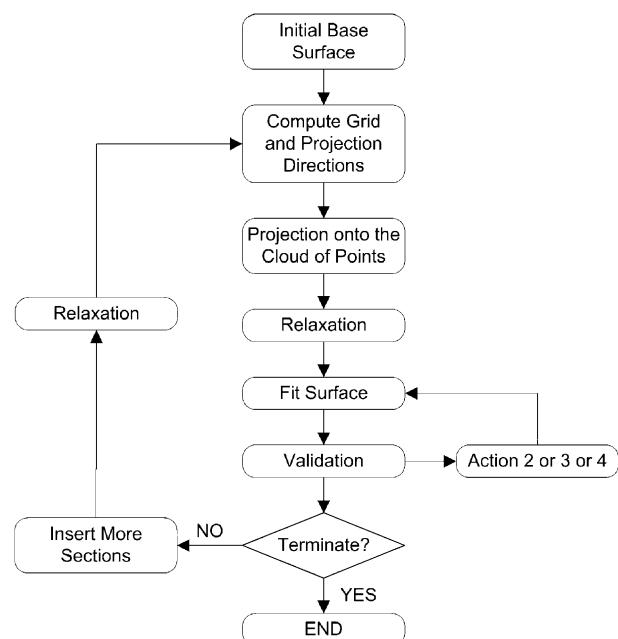 Initial Base
Surface
Compute Grid
and Projection
Directions
Projection onto the
Cloud of Points
Relaxation
Relaxation
Fit Surface
Validation
Action 2 or 3 or 4
Insert More
Sections
NO
Terminate?
YES
END